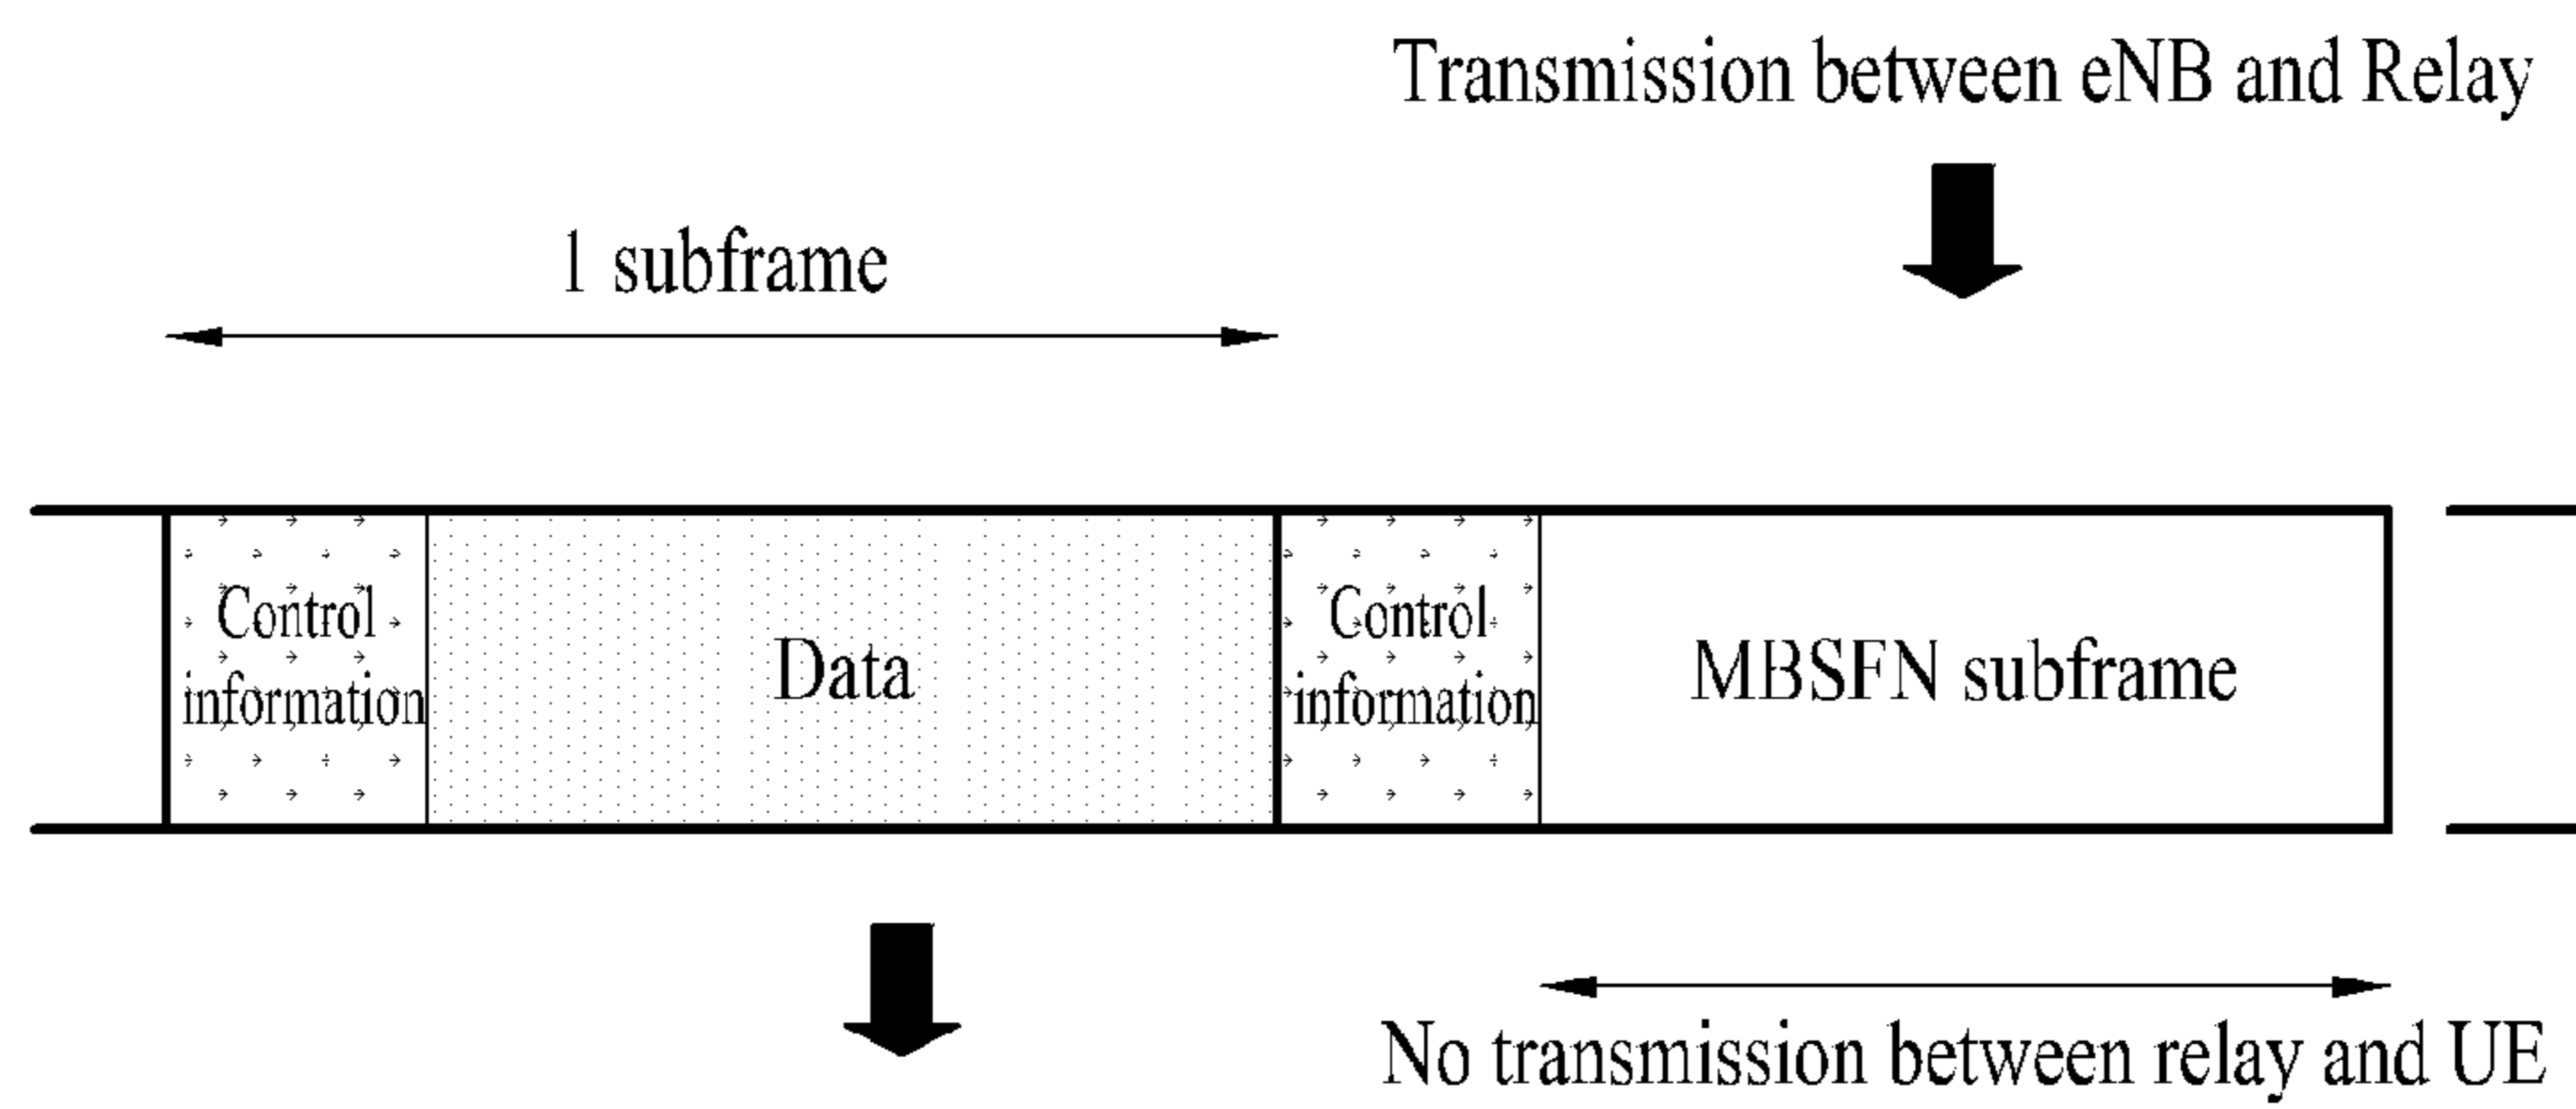 Transmission between eNB and Relay
1 subframe
Control
information
Data
Control
information
MBSFN subframe
No transmission between relay and UE